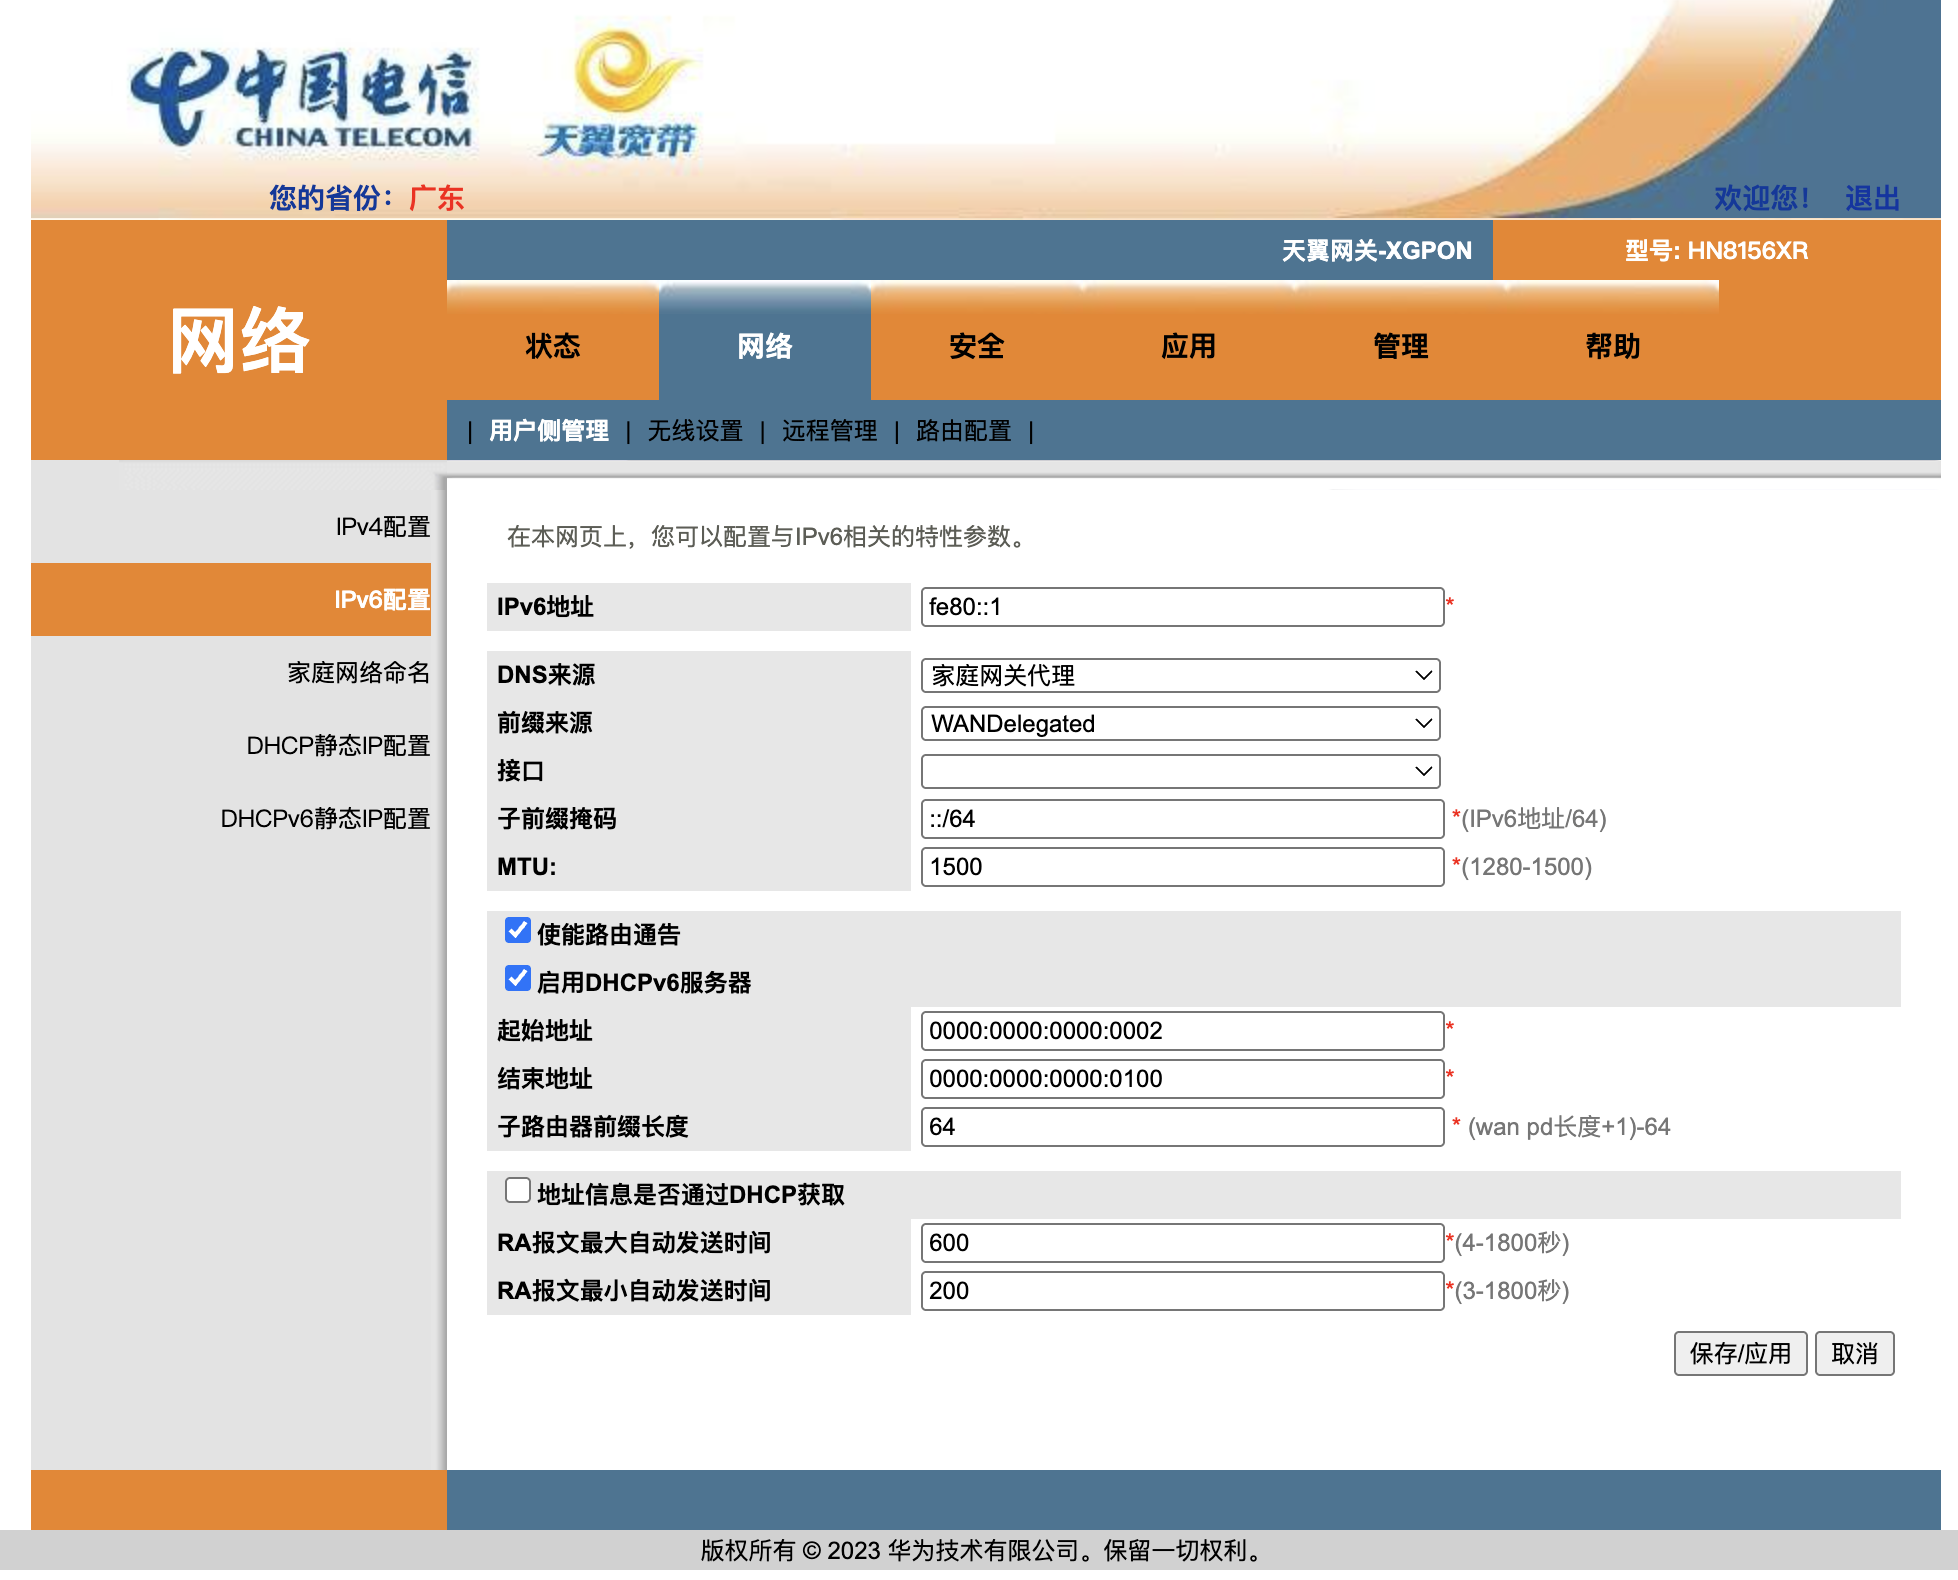 中国电信
CHINA TELECOM
天翼宽带
您的省份：广东
欢迎您！ 退出
天翼网关-XGPON 型号: HN8156XR
网络
状态 网络 安全 应用 管理 帮助
| 用户侧管理 | 无线设置 | 远程管理 | 路由配置 |
IPv4配置
IPv6配置
家庭网络命名
DHCP静态IP配置
DHCPv6静态IP配置
在本网页上，您可以配置与IPv6相关的特性参数。
IPv6地址 fe80::1 *
DNS来源 家庭网关代理
前缀来源 WANDelegated
接口
子前缀掩码 ::/64 *(IPv6地址/64)
MTU: 1500 *(1280-1500)
使能路由通告
启用DHCPv6服务器
起始地址 0000:0000:0000:0002 *
结束地址 0000:0000:0000:0100 *
子路由器前缀长度 64 * (wan pd长度+1)-64
地址信息是否通过DHCP获取
RA报文最大自动发送时间 600 *(4-1800秒)
RA报文最小自动发送时间 200 *(3-1800秒)
保存/应用 取消
版权所有 © 2023 华为技术有限公司。保留一切权利。